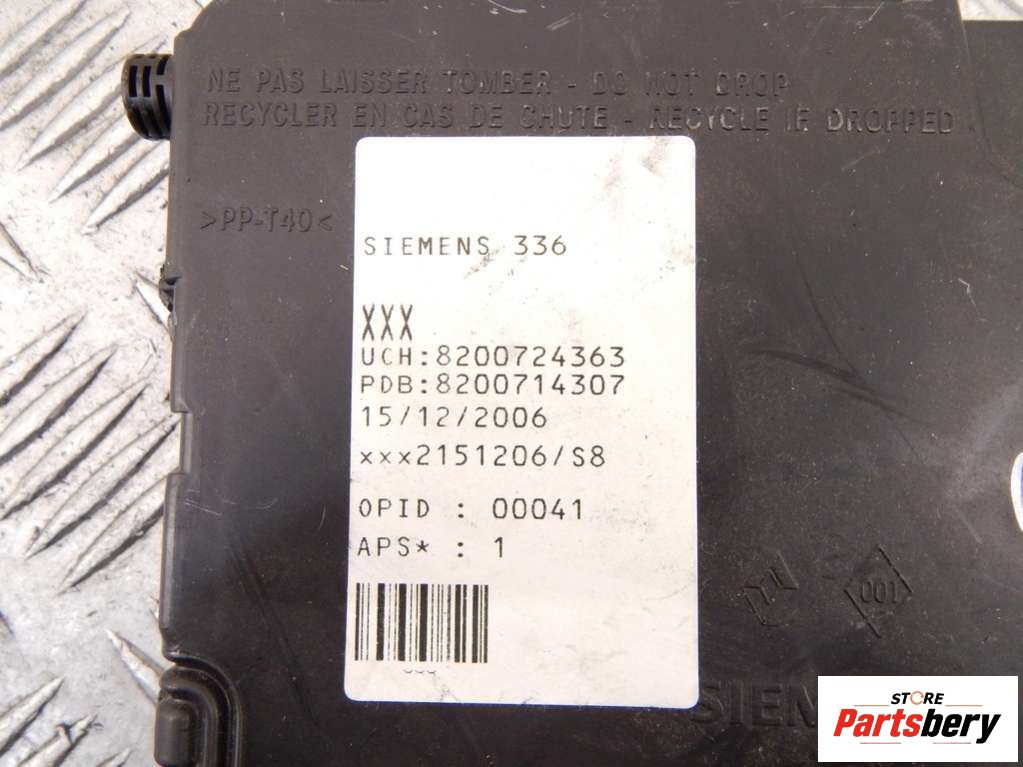 NE PAS LAISSER TOMBER - DO NOT DROP
RECYCLER EN CAS DE CHUTE - RECYCLE IF DROPPED
>PP-T40<
SIEMENS 336
XXX
UCH:8200724363
PDB:8200714307
15/12/2006
xxx2151206/S8
OPID : 00041
APS* : 1
001
SIEM
STORE
Partsbery